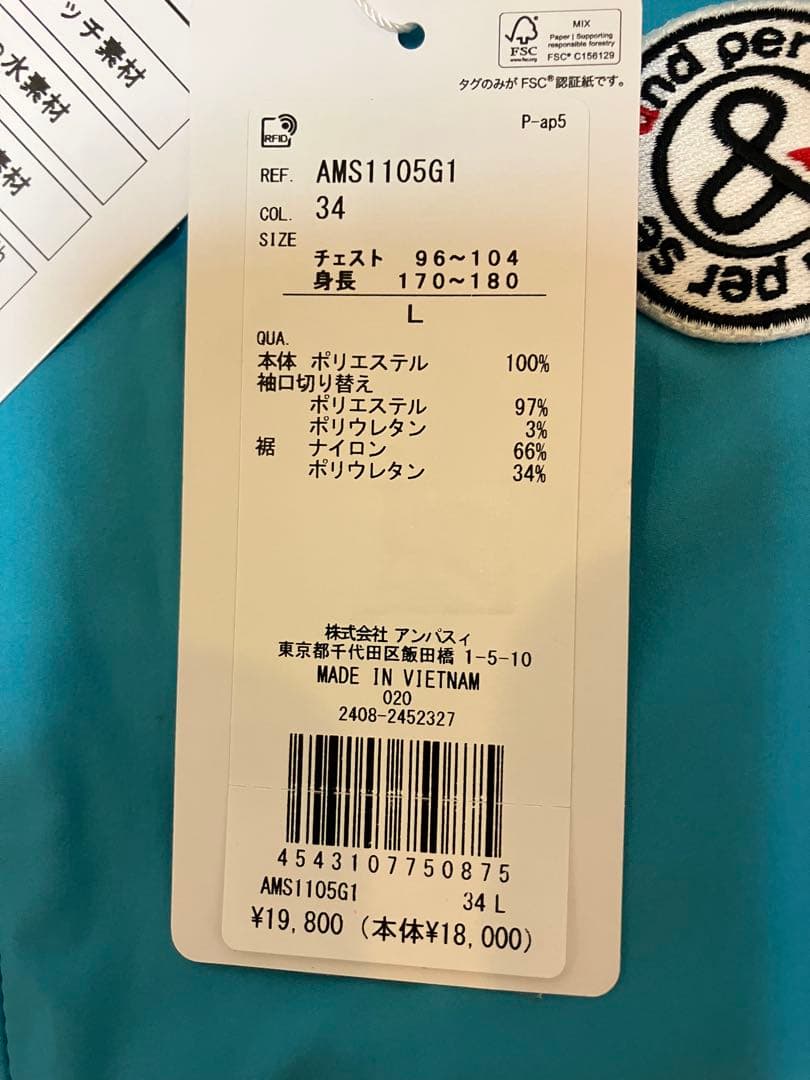 ッチ素材
水素材
素材
FSC
www.fsc.org
MIX
Paper | Supporting
responsible forestry
FSC® C156129
タグのみが FSC®認証紙です。
and per
&
per se
RFID
P-ap5
REF. AMS1105G1
COL. 34
SIZE
チェスト 96~104
身長 170~180
L
QUA.
本体 ポリエステル 100%
袖口切り替え
ポリエステル 97%
ポリウレタン 3%
裾 ナイロン 66%
ポリウレタン 34%
株式会社 アンパスィ
東京都千代田区飯田橋 1-5-10
MADE IN VIETNAM
020
2408-2452327
4543107750875
AMS1105G1 34 L
¥19,800 (本体¥18,000)